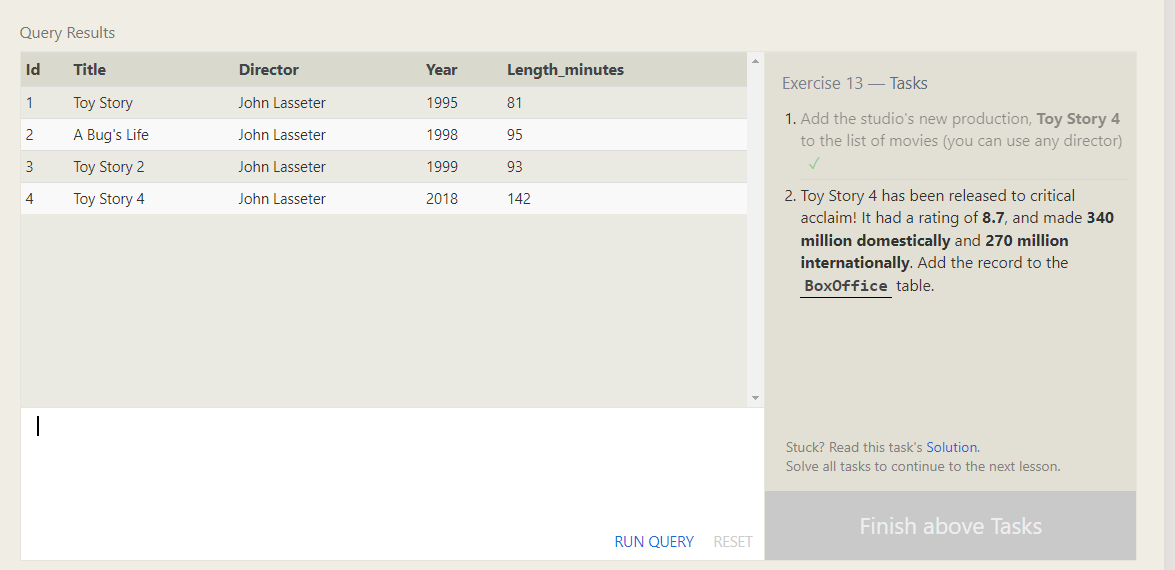 Query Results
Id Title Director Year Length_minutes
1 Toy Story John Lasseter 1995 81
2 A Bug's Life John Lasseter 1998 95
3 Toy Story 2 John Lasseter 1999 93
4 Toy Story 4 John Lasseter 2018 142
RUN QUERY RESET
Exercise 13 — Tasks
1. Add the studio's new production, Toy Story 4
to the list of movies (you can use any director)
✓
2. Toy Story 4 has been released to critical
acclaim! It had a rating of 8.7, and made 340
million domestically and 270 million
internationally. Add the record to the
BoxOffice table.
Stuck? Read this task's Solution.
Solve all tasks to continue to the next lesson.
Finish above Tasks